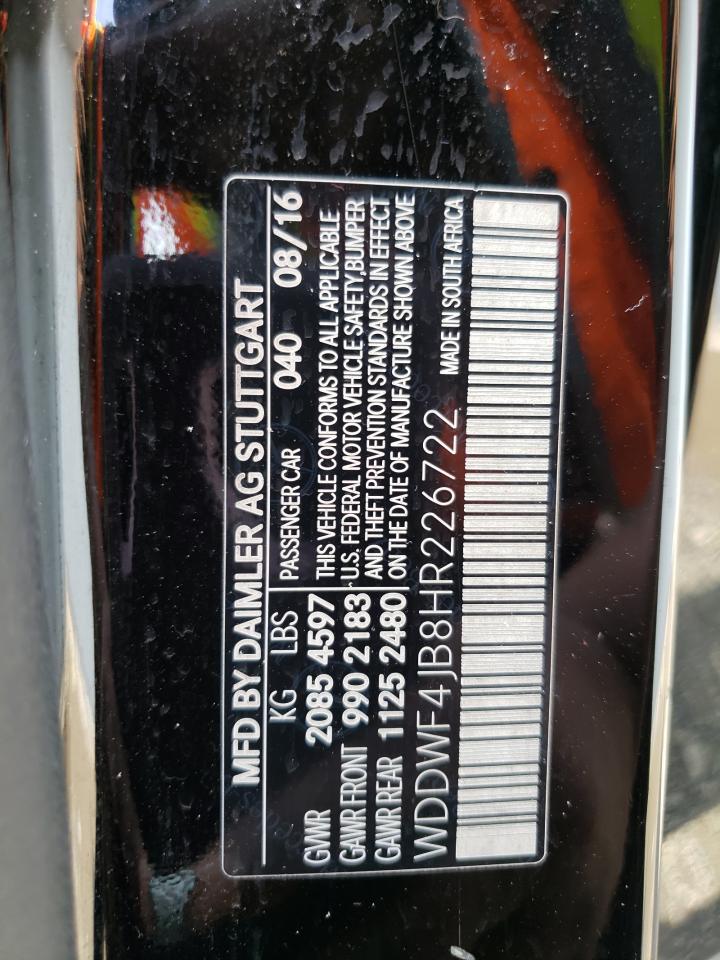 MFD BY DAIMLER AG STUTTGART
KG LBS PASSENGER CAR 040 08/16
GVWR 2085 4597
GAWR FRONT 990 2183
GAWR REAR 1125 2480
THIS VEHICLE CONFORMS TO ALL APPLICABLE
U.S. FEDERAL MOTOR VEHICLE SAFETY,BUMPER
AND THEFT PREVENTION STANDARDS IN EFFECT
ON THE DATE OF MANUFACTURE SHOWN ABOVE
WDDWF4JB8HR226722 MADE IN SOUTH AFRICA